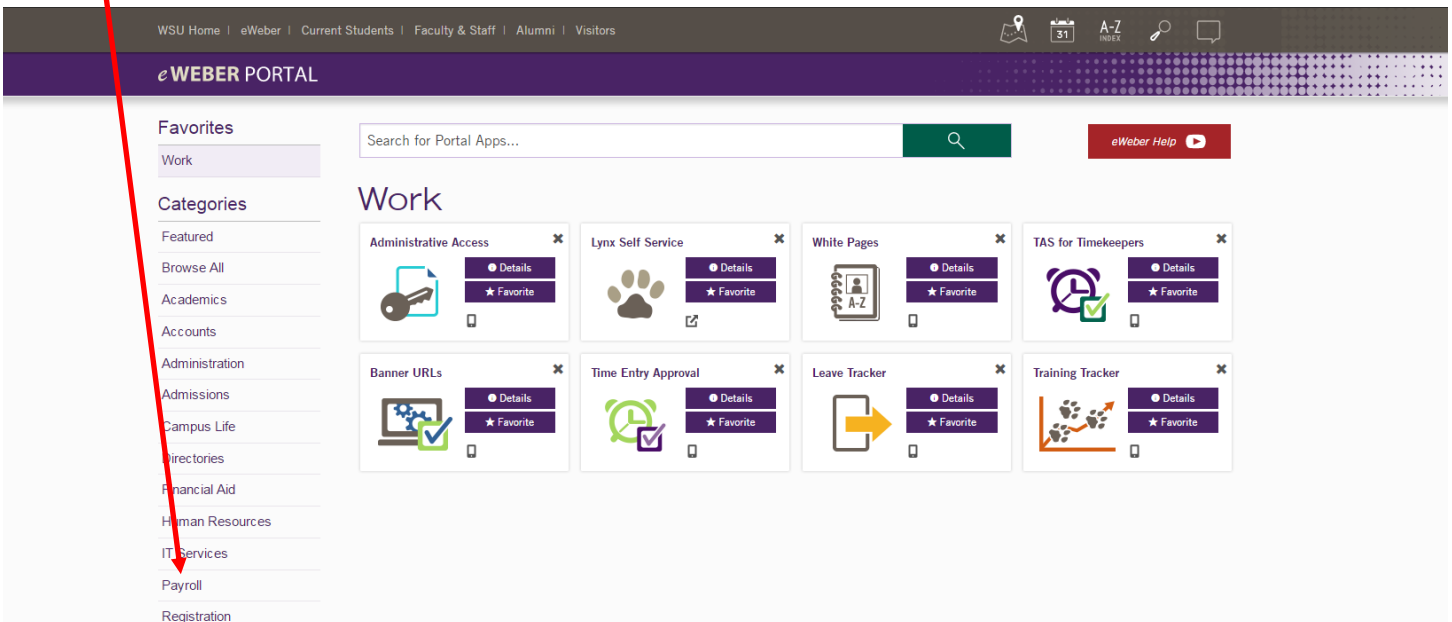 WSU Home | eWeber | Current Students | Faculty & Staff | Alumni | Visitors
31
A-Z
INDEX
eWEBER PORTAL
Favorites
Work
Categories
Featured
Browse All
Academics
Accounts
Administration
Admissions
Campus Life
Directories
Financial Aid
Human Resources
IT Services
Payroll
Registration
Search for Portal Apps...
eWeber Help
Work
Administrative Access
Details
Favorite
Lynx Self Service
Details
Favorite
White Pages
A-Z
Details
Favorite
TAS for Timekeepers
Details
Favorite
Banner URLs
Details
Favorite
Time Entry Approval
Details
Favorite
Leave Tracker
Details
Favorite
Training Tracker
Details
Favorite